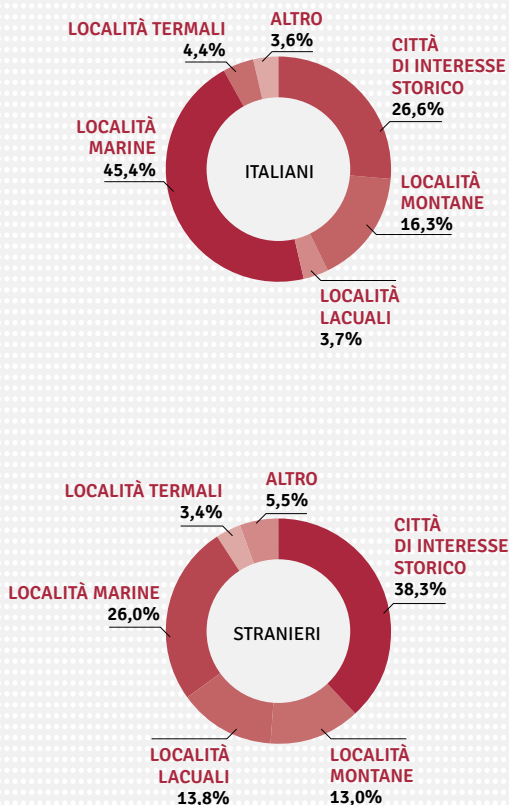 LOCALITÀ TERMALI
4,4%
ALTRO
3,6%
CITTÀ
DI INTERESSE
STORICO
26,6%
LOCALITÀ
MARINE
45,4%
ITALIANI
LOCALITÀ
MONTANE
16,3%
LOCALITÀ
LACUALI
3,7%
LOCALITÀ TERMALI
3,4%
ALTRO
5,5%
CITTÀ
DI INTERESSE
STORICO
38,3%
LOCALITÀ MARINE
26,0%
STRANIERI
LOCALITÀ
LACUALI
13,8%
LOCALITÀ
MONTANE
13,0%